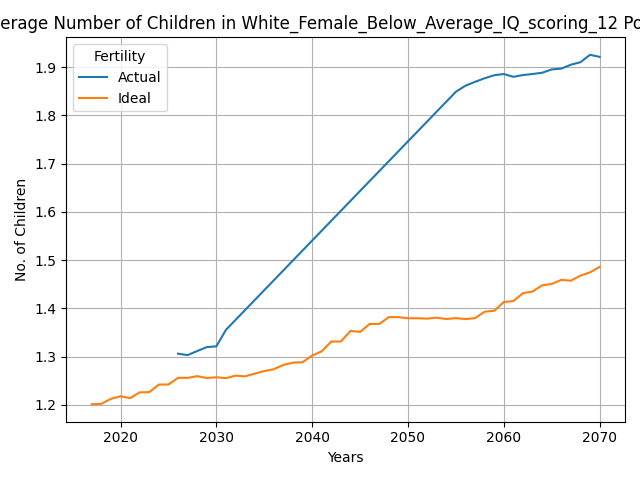 erage Number of Children in White_Female_Below_Average_IQ_scoring_12 Po
Fertility
Actual
Ideal
No. of Children
1.9
1.8
1.7
1.6
1.5
1.4
1.3
1.2
2020 2030 2040 2050 2060 2070
Years